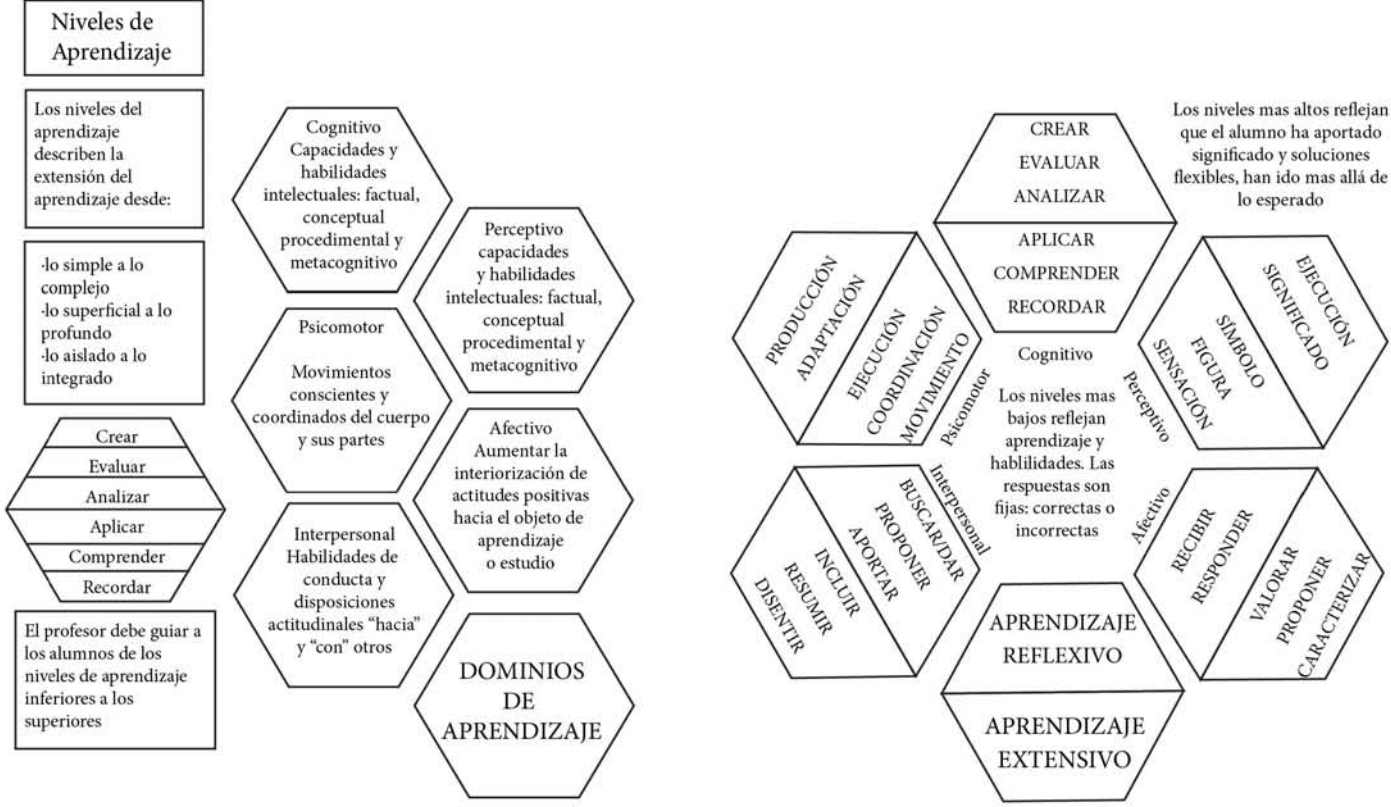 Niveles de
Aprendizaje
Los niveles del
aprendizaje
describen la
extensión del
aprendizaje desde:
·lo simple a lo
complejo
·lo superficial a lo
profundo
·lo aislado a lo
integrado
Crear
Evaluar
Analizar
Aplicar
Comprender
Recordar
El profesor debe guiar a
los alumnos de los
niveles de aprendizaje
inferiores a los
superiores
Cognitivo
Capacidades y
habilidades
intelectuales: factual,
conceptual
procedimental y
metacognitivo
Psicomotor
Movimientos
conscientes y
coordinados del cuerpo
y sus partes
Interpersonal
Habilidades de
conducta y
disposiciones
actitudinales “hacia”
y “con” otros
Perceptivo
capacidades
y habilidades
intelectuales: factual,
conceptual
procedimental y
metacognitivo
Afectivo
Aumentar la
interiorización de
actitudes positivas
hacia el objeto de
aprendizaje
o estudio
DOMINIOS
DE
APRENDIZAJE
CREAR
EVALUAR
ANALIZAR
APLICAR
COMPRENDER
RECORDAR
Cognitivo
Los niveles mas altos reflejan
que el alumno ha aportado
significado y soluciones
flexibles, han ido mas allá de
lo esperado
PRODUCCIÓN
ADAPTACIÓN
EJECUCIÓN
COORDINACIÓN
MOVIMIENTO
Psicomotor
EJECUCIÓN
SIGNIFICADO
SÍMBOLO
FIGURA
SENSACIÓN
Perceptivo
Los niveles mas
bajos reflejan
aprendizaje y
hablilidades. Las
respuestas son
fijas: correctas o
incorrectas
Interpersonal
BUSCAR/DAR
PROPONER
APORTAR
INCLUIR
RESUMIR
DISENTIR
Afectivo
RECIBIR
RESPONDER
VALORAR
PROPONER
CARACTERIZAR
APRENDIZAJE
REFLEXIVO
APRENDIZAJE
EXTENSIVO